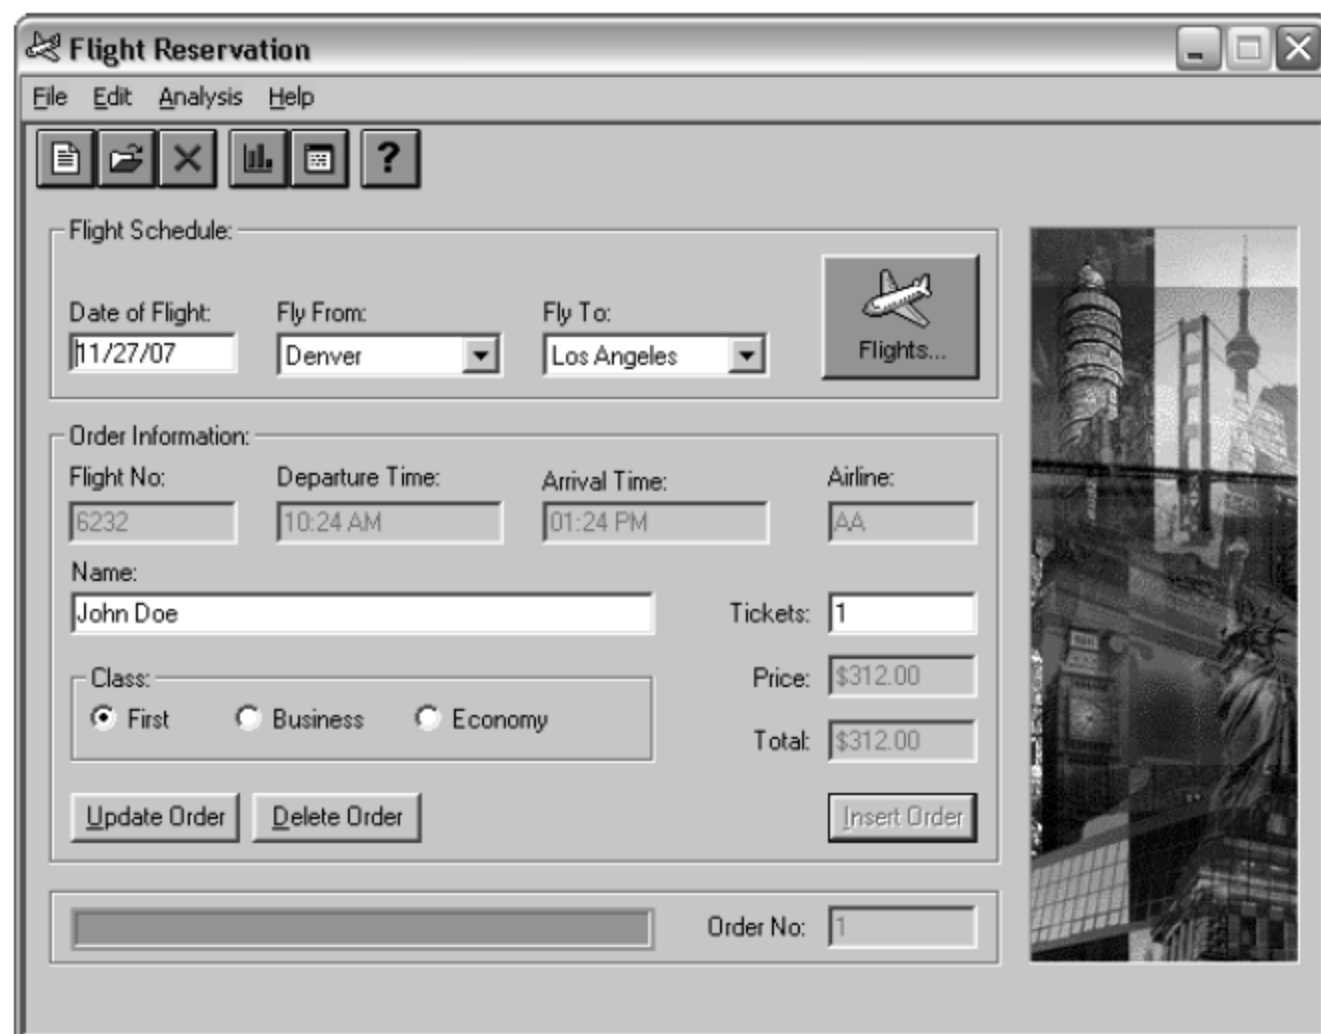 Flight Reservation
File Edit Analysis Help
?
Flight Schedule:
Date of Flight: Fly From: Fly To:
11/27/07 Denver Los Angeles Flights...
Order Information:
Flight No: Departure Time: Arrival Time: Airline:
6232 10:24 AM 01:24 PM AA
Name:
John Doe Tickets: 1
Class: Price: $312.00
First Business Economy
Total: $312.00
Update Order Delete Order Insert Order
Order No: 1